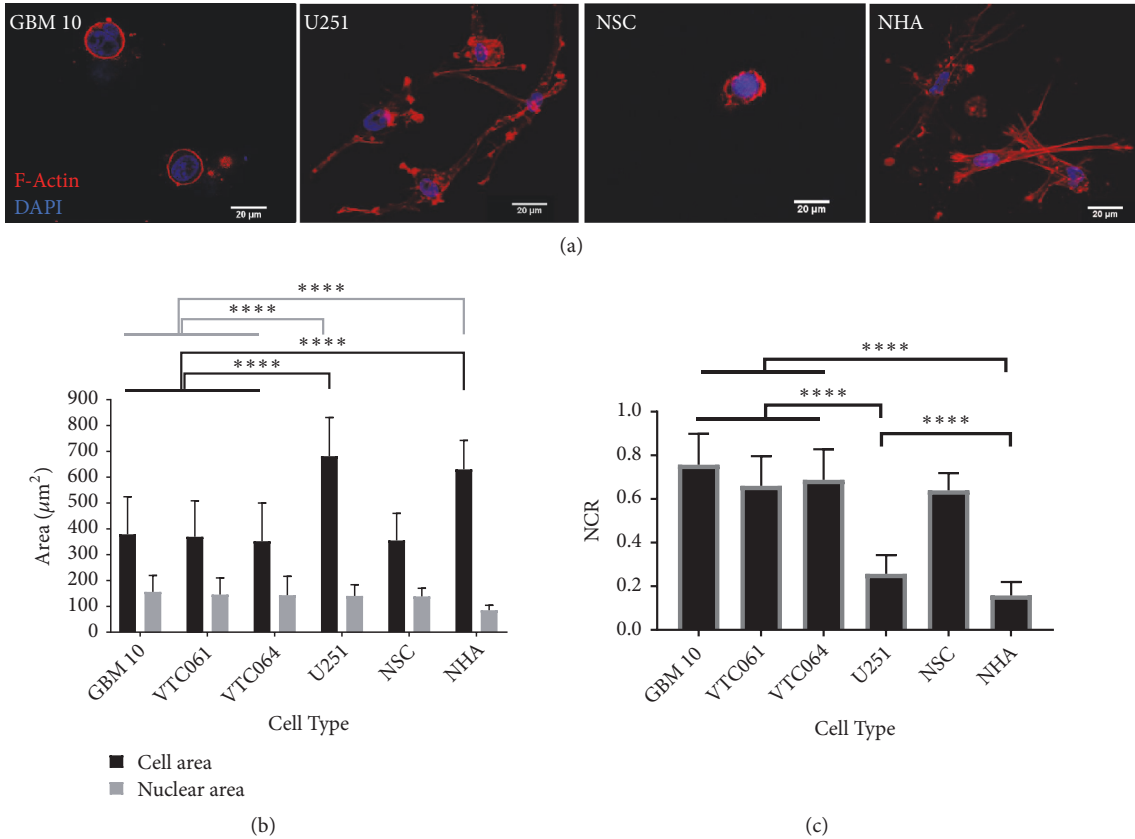 GBM 10
U251
NSC
NHA
F-Actin
DAPI
20 μm
20 μm
20 μm
20 μm
(a)
****
****
****
****
Area (μm²)
900
800
700
600
500
400
300
200
100
0
GBM 10
VTC061
VTC064
U251
NSC
NHA
Cell Type
Cell area
Nuclear area
(b)
****
****
****
NCR
1.0
0.8
0.6
0.4
0.2
0.0
GBM 10
VTC061
VTC064
U251
NSC
NHA
Cell Type
(c)